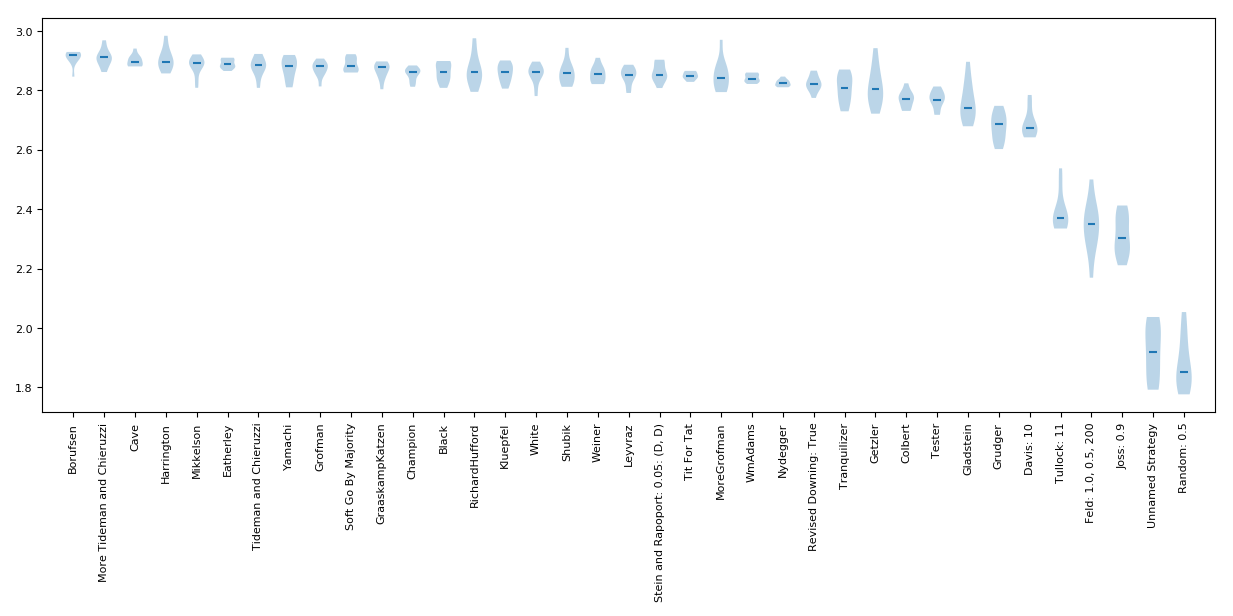 3.0
2.8
2.6
2.4
2.2
2.0
1.8
Borufsen
More Tideman and Chieruzzi
Cave
Harrington
Mikkelson
Eatherley
Tideman and Chieruzzi
Yamachi
Grofman
Soft Go By Majority
GraaskampKatzen
Champion
Black
RichardHufford
Kluepfel
White
Shubik
Weiner
Leyvraz
Stein and Rapoport: 0.05: (D, D)
Tit For Tat
MoreGrofman
WmAdams
Nydegger
Revised Downing: True
Tranquilizer
Getzler
Colbert
Tester
Gladstein
Grudger
Davis: 10
Tullock: 11
Feld: 1.0, 0.5, 200
Joss: 0.9
Unnamed Strategy
Random: 0.5